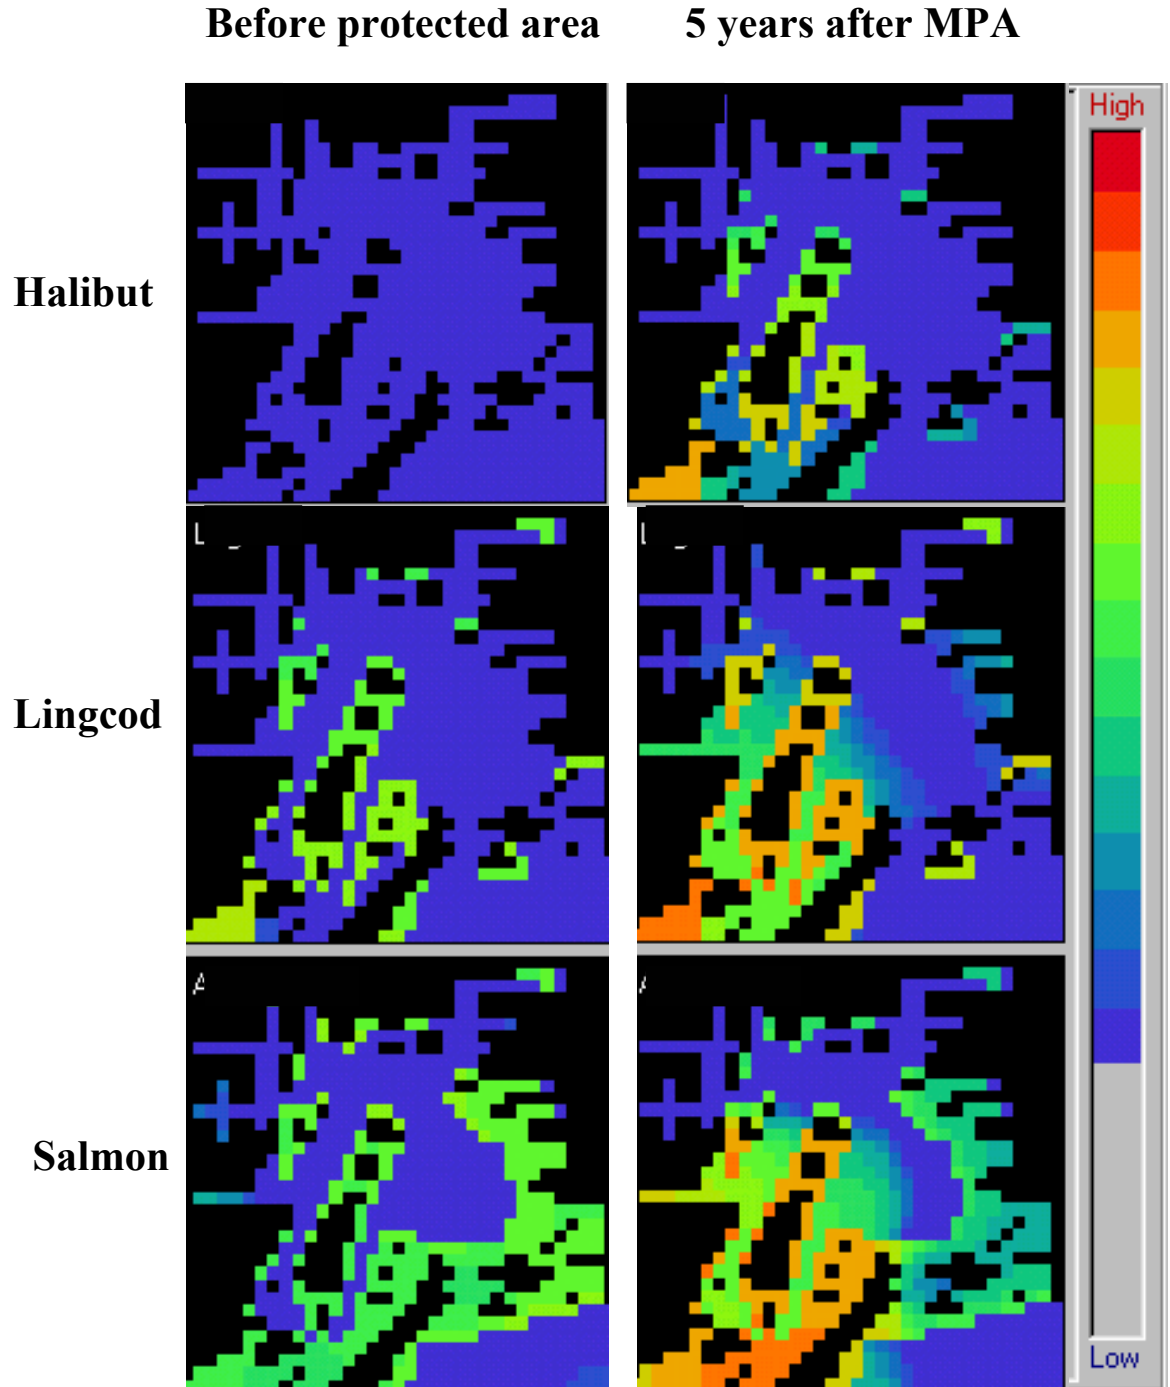 Before protected area
5 years after MPA
High
Halibut
Lingcod
Salmon
Low